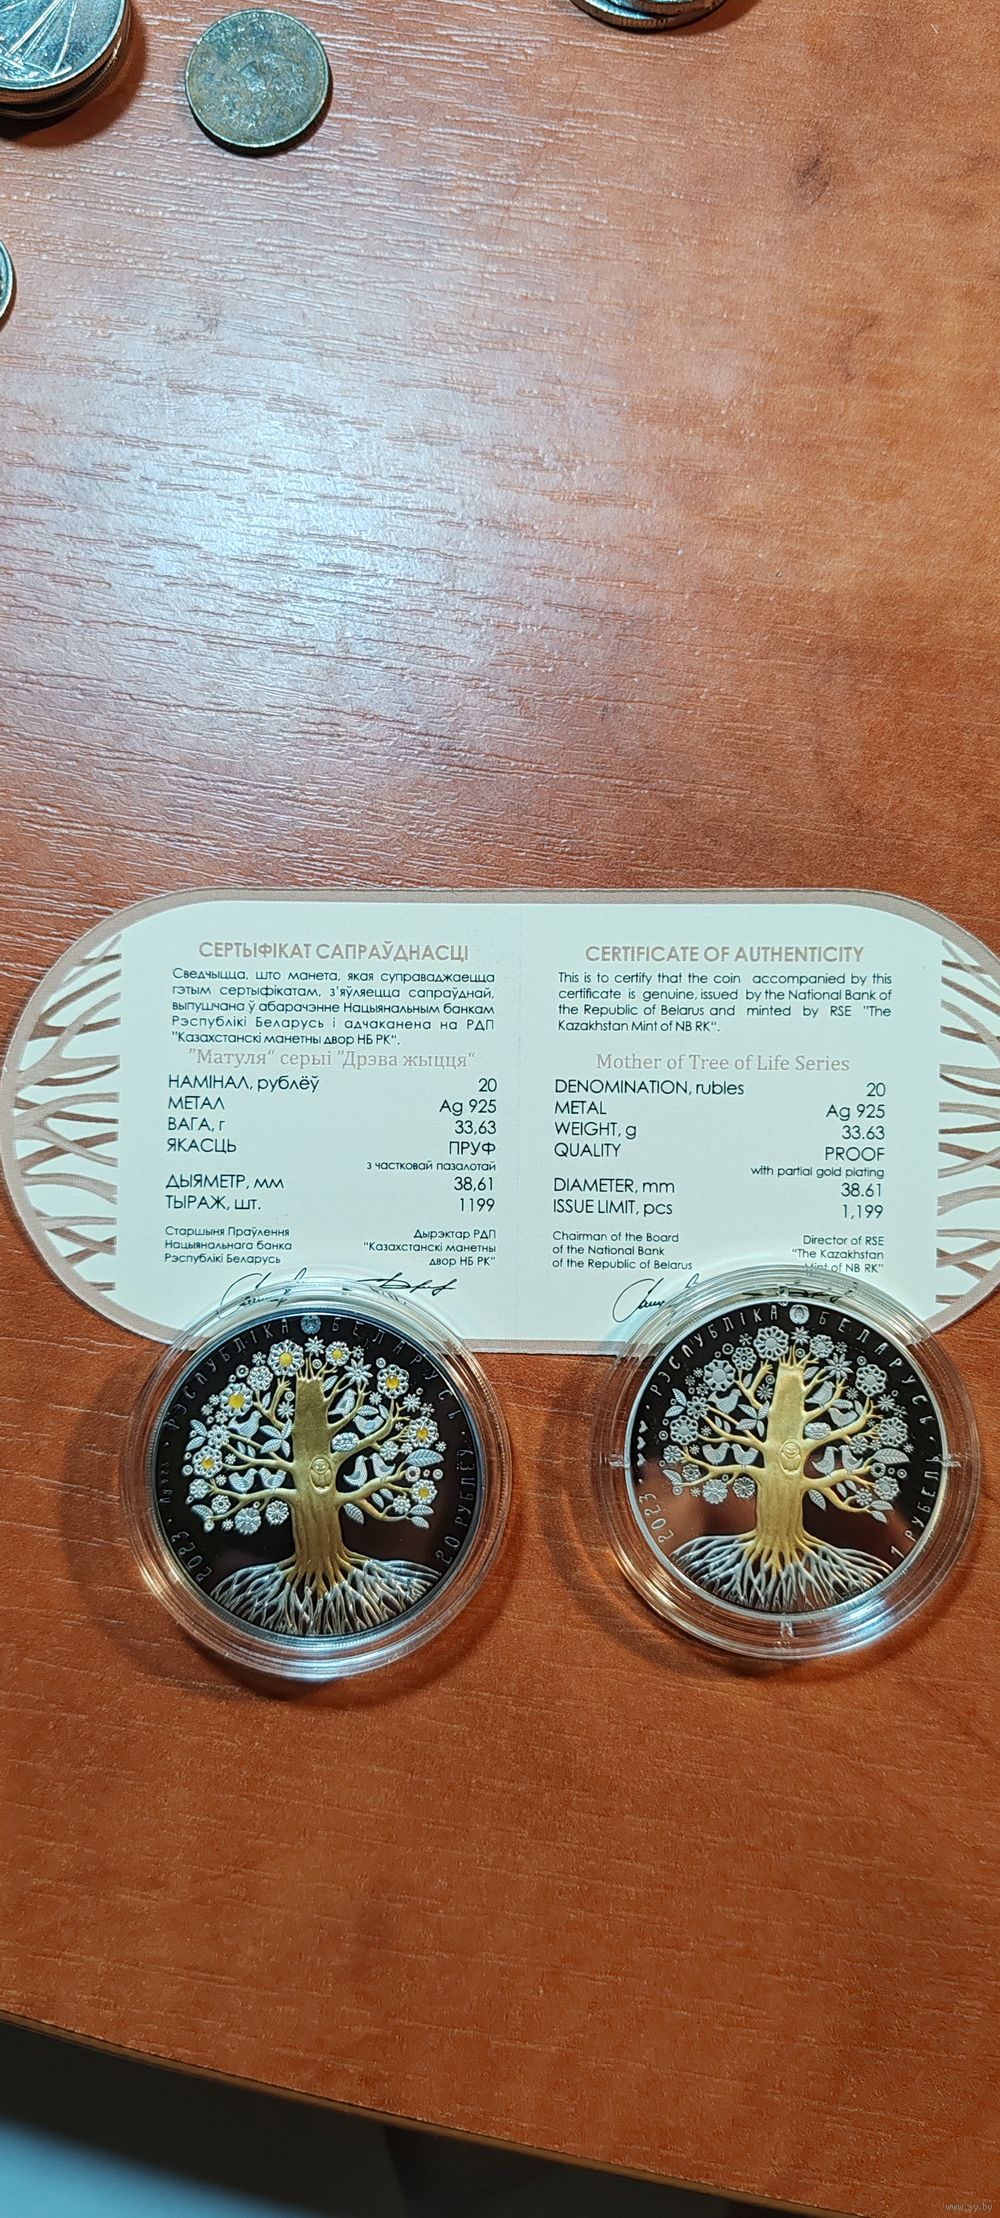 СЕРТЫФІКАТ САПРАЎДНАСЦІ
Сведчыцца, што манета, якая суправаджаецца
гэтым сертыфікатам, з'яўляецца сапраўднай,
выпушчана ў абарачэнне Нацыянальным банкам
Рэспублікі Беларусь і адчаканена на РДП
"Казахстанскі манетны двор НБ РК".
"Матуля" серыі "Дрэва жыцця"
НАМІНАЛ, рублёў 20
МЕТАЛ Ag 925
ВАГА, г 33,63
ЯКАСЦЬ ПРУФ
з частковай пазалотай
ДЫЯМЕТР, мм 38,61
ТЫРАЖ, шт. 1199
Старшыня Праўлення
Нацыянальнага банка
Рэспублікі Беларусь
Дырэктар РДП
"Казахстанскі манетны
двор НБ РК"
CERTIFICATE OF AUTHENTICITY
This is to certify that the coin accompanied by this
certificate is genuine, issued by the National Bank of
the Republic of Belarus and minted by RSE "The
Kazakhstan Mint of NB RK".
Mother of Tree of Life Series
DENOMINATION, rubles 20
METAL Ag 925
WEIGHT, g 33.63
QUALITY PROOF
with partial gold plating
DIAMETER, mm 38.61
ISSUE LIMIT, pcs 1,199
Chairman of the Board
of the National Bank
of the Republic of Belarus
Director of RSE
"The Kazakhstan
Mint of NB RK"
РЭСПУБЛІКА БЕЛАРУСЬ
2023 · Ag 925 · 20 РУБЛЁЎ
РЭСПУБЛІКА БЕЛАРУСЬ
2023 1 РУБЕЛЬ
www.ay.by